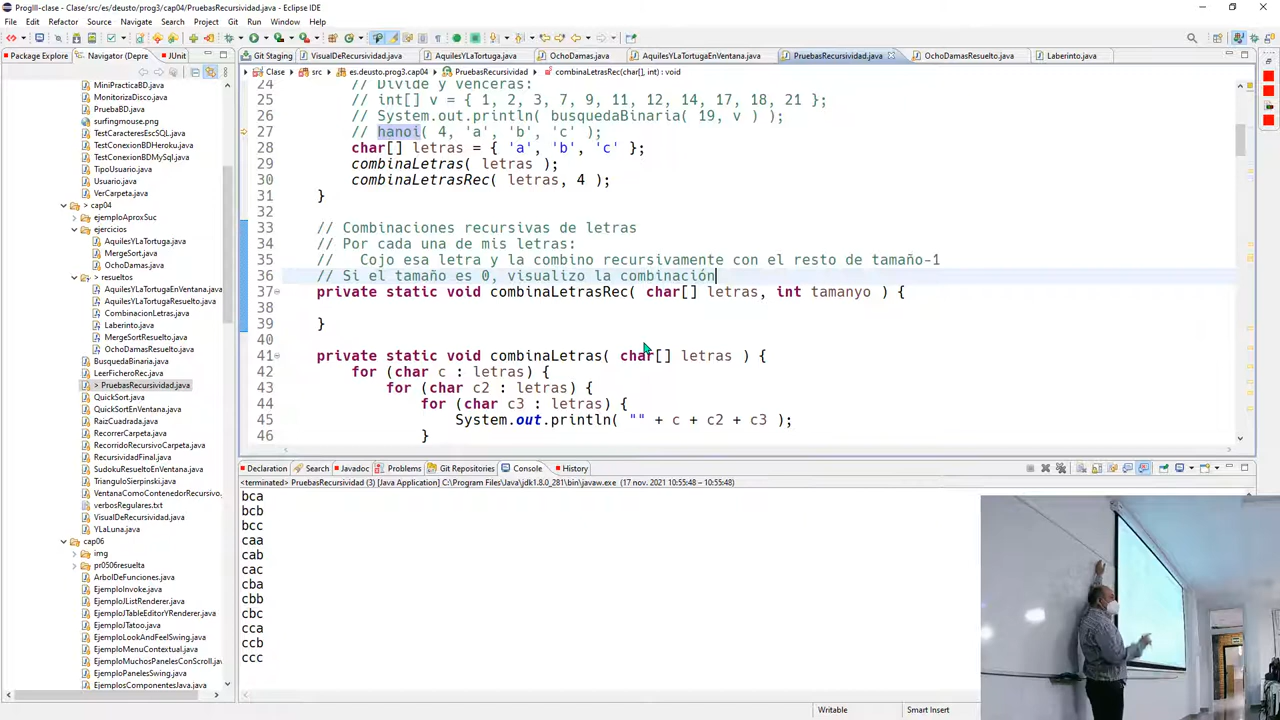 ProgIII-clase - Clase/src/es/deusto/prog3/cap04/PruebasRecursividad.java - Eclipse IDE
File Edit Refactor Source Navigate Search Project Git Run Window Help
Package Explorer Navigator (Depre JUnit
Git Staging VisualDeRecursividad.java AquilesYLaTortuga.java OchoDamas.java AquilesYLaTortugaEnVentana.java PruebasRecursividad.java OchoDamasResuelto.java Laberinto.java
Clase src es.deusto.prog3.cap04 PruebasRecursividad combinaLetrasRec(char[], int) : void
MiniPracticaBD.java
MonitorizaDisco.java
PruebaBD.java
surfingmouse.png
TestCaracteresEscSQL.java
TestConexionBDHeroku.java
TestConexionBDMySql.java
TipoUsuario.java
Usuario.java
VerCarpeta.java
> cap04
ejemploAproxSuc
ejercicios
AquilesYLaTortuga.java
MergeSort.java
OchoDamas.java
> resueltos
AquilesYLaTortugaEnVentana.java
AquilesYLaTortugaResuelto.java
CombinacionLetras.java
Laberinto.java
MergeSortResuelto.java
OchoDamasResuelto.java
BusquedaBinaria.java
LeerFicheroRec.java
> PruebasRecursividad.java
QuickSort.java
QuickSortEnVentana.java
RaizCuadrada.java
RecorrerCarpeta.java
RecorridoRecursivoCarpeta.java
RecursividadFinal.java
SudokuResueltoEnVentana.java
TrianguloSierpinski.java
VentanaComoContenedorRecursivo.
verbosRegulares.txt
VisualDeRecursividad.java
YLaLuna.java
cap06
img
pr0506resuelta
ArbolDeFunciones.java
EjemploInvoke.java
EjemploJListRenderer.java
EjemploJTableEditorYRenderer.java
EjemploJTatoo.java
EjemploLookAndFeelSwing.java
EjemploMenuContextual.java
EjemploMuchosPanelesConScroll.jav
EjemploPanelesSwing.java
EjemplosComponentesJava.java
24 // Divide y vencerás:
25 // int[] v = { 1, 2, 3, 7, 9, 11, 12, 14, 17, 18, 21 };
26 // System.out.println( busquedaBinaria( 19, v ) );
27 // hanoi( 4, 'a', 'b', 'c' );
28 char[] letras = { 'a', 'b', 'c' };
29 combinaLetras( letras );
30 combinaLetrasRec( letras, 4 );
31 }
32
33 // Combinaciones recursivas de letras
34 // Por cada una de mis letras:
35 // Cojo esa letra y la combino recursivamente con el resto de tamaño-1
36 // Si el tamaño es 0, visualizo la combinación
37 private static void combinaLetrasRec( char[] letras, int tamanyo ) {
38
39 }
40
41 private static void combinaLetras( char[] letras ) {
42 for (char c : letras) {
43 for (char c2 : letras) {
44 for (char c3 : letras) {
45 System.out.println( "" + c + c2 + c3 );
46 }
Declaration Search Javadoc Problems Git Repositories Console History
<terminated> PruebasRecursividad (3) [Java Application] C:\Program Files\Java\jdk1.8.0_281\bin\javaw.exe (17 nov. 2021 10:55:48 – 10:55:48)
bca
bcb
bcc
caa
cab
cac
cba
cbb
cbc
cca
ccb
ccc
Writable Smart Insert